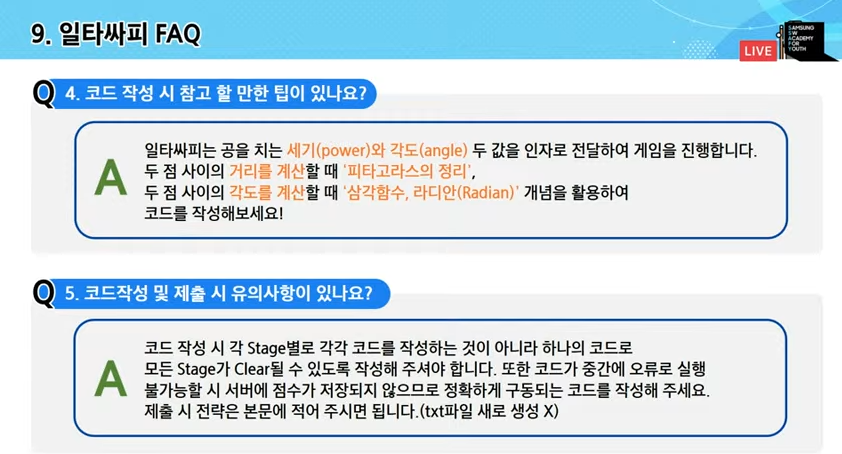 9. 일타싸피 FAQ
LIVE
SAMSUNG
SW
ACADEMY
FOR
YOUTH
Q 4. 코드 작성 시 참고 할 만한 팁이 있나요?
A
일타싸피는 공을 치는 세기(power)와 각도(angle) 두 값을 인자로 전달하여 게임을 진행합니다.
두 점 사이의 거리를 계산할 때 '피타고라스의 정리',
두 점 사이의 각도를 계산할 때 '삼각함수, 라디안(Radian)' 개념을 활용하여
코드를 작성해보세요!
Q 5. 코드작성 및 제출 시 유의사항이 있나요?
A
코드 작성 시 각 Stage별로 각각 코드를 작성하는 것이 아니라 하나의 코드로
모든 Stage가 Clear될 수 있도록 작성해 주셔야 합니다. 또한 코드가 중간에 오류로 실행
불가능할 시 서버에 점수가 저장되지 않으므로 정확하게 구동되는 코드를 작성해 주세요.
제출 시 전략은 본문에 적어 주시면 됩니다.(txt파일 새로 생성 X)